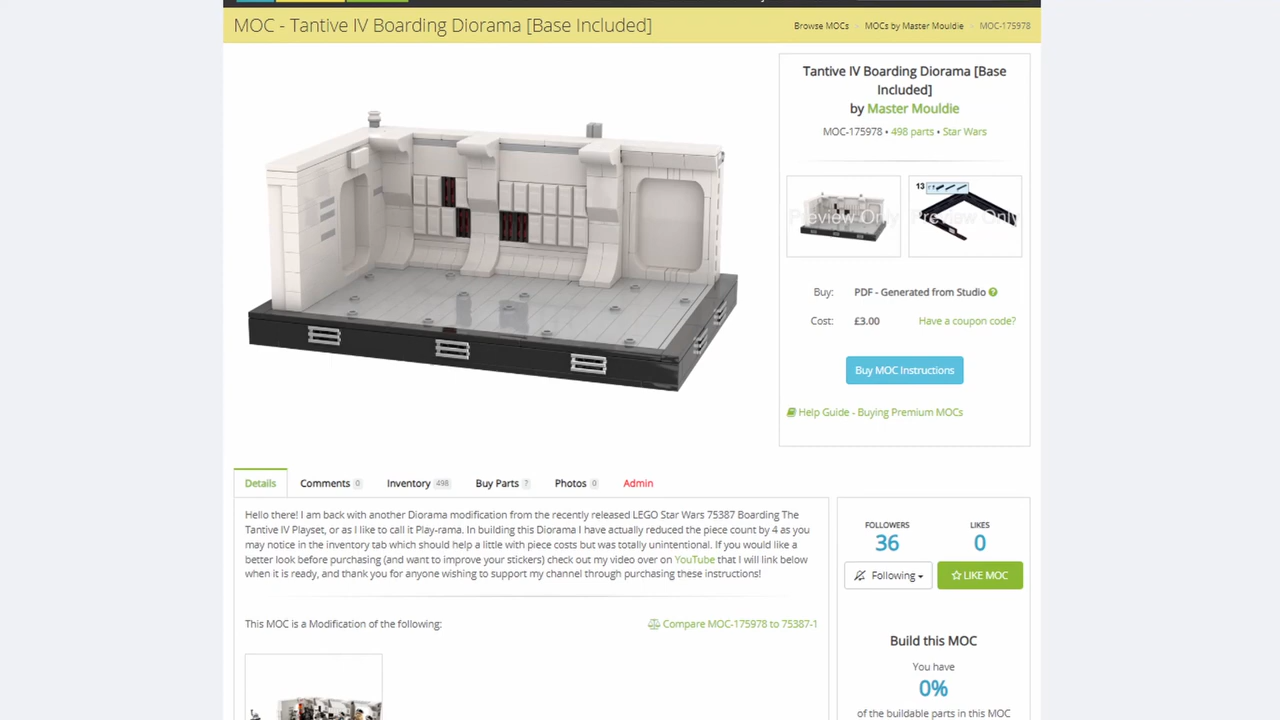 MOC - Tantive IV Boarding Diorama [Base Included]
Browse MOCs
MOCs by Master Mouldie
MOC-175978
Tantive IV Boarding Diorama [Base
Included]
by Master Mouldie
MOC-175978 • 498 parts • Star Wars
Preview Only
13
Preview Only
Buy: PDF - Generated from Studio
Cost: £3.00 Have a coupon code?
Buy MOC Instructions
Help Guide - Buying Premium MOCs
Details Comments 0 Inventory 498 Buy Parts ? Photos 0 Admin
Hello there! I am back with another Diorama modification from the recently released LEGO Star Wars 75387 Boarding The
Tantive IV Playset, or as I like to call it Play-rama. In building this Diorama I have actually reduced the piece count by 4 as you
may notice in the inventory tab which should help a little with piece costs but was totally unintentional. If you would like a
better look before purchasing (and want to improve your stickers) check out my video over on YouTube that I will link below
when it is ready, and thank you for anyone wishing to support my channel through purchasing these instructions!
This MOC is a Modification of the following:
Compare MOC-175978 to 75387-1
FOLLOWERS LIKES
36 0
Following LIKE MOC
Build this MOC
You have
0%
of the buildable parts in this MOC